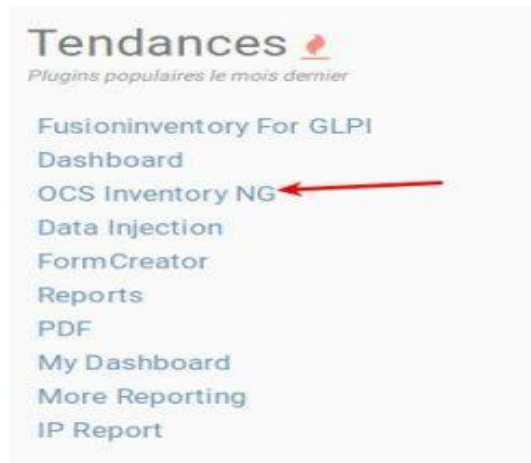 Tendances
Plugins populaires le mois dernier
Fusioninventory For GLPI
Dashboard
OCS Inventory NG
Data Injection
FormCreator
Reports
PDF
My Dashboard
More Reporting
IP Report